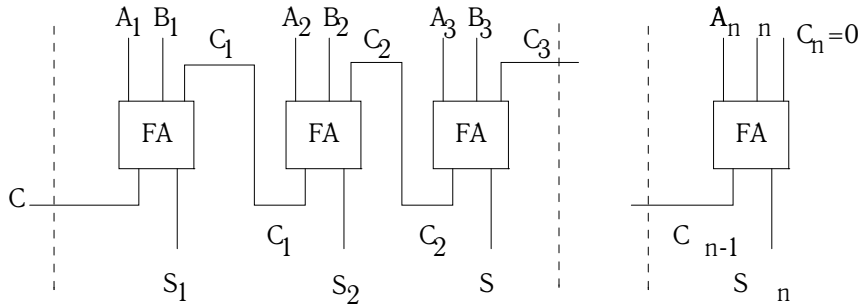 A1 B1 C1 A2 B2 C2 A3 B3 C3 An n Cn=0
FA FA FA FA
C C1 C2 C n-1
S1 S2 S S n